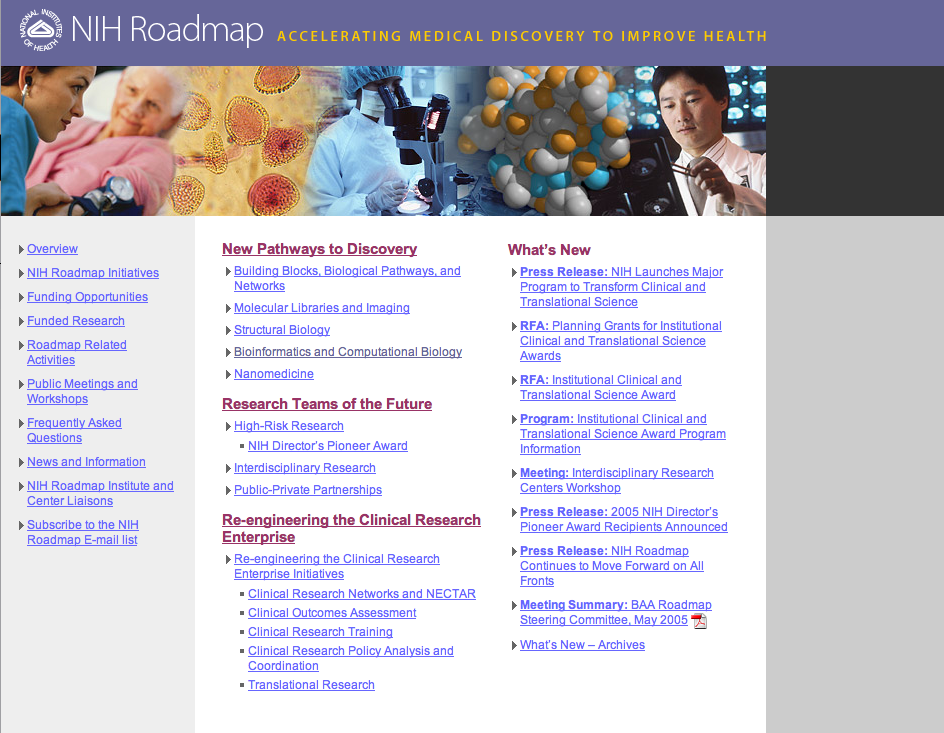 NATIONAL INSTITUTES OF HEALTH
NIH Roadmap
ACCELERATING MEDICAL DISCOVERY TO IMPROVE HEALTH
Overview
NIH Roadmap Initiatives
Funding Opportunities
Funded Research
Roadmap Related
Activities
Public Meetings and
Workshops
Frequently Asked
Questions
News and Information
NIH Roadmap Institute and
Center Liaisons
Subscribe to the NIH
Roadmap E-mail list
New Pathways to Discovery
Building Blocks, Biological Pathways, and
Networks
Molecular Libraries and Imaging
Structural Biology
Bioinformatics and Computational Biology
Nanomedicine
Research Teams of the Future
High-Risk Research
NIH Director's Pioneer Award
Interdisciplinary Research
Public-Private Partnerships
Re-engineering the Clinical Research
Enterprise
Re-engineering the Clinical Research
Enterprise Initiatives
Clinical Research Networks and NECTAR
Clinical Outcomes Assessment
Clinical Research Training
Clinical Research Policy Analysis and
Coordination
Translational Research
What's New
Press Release: NIH Launches Major
Program to Transform Clinical and
Translational Science
RFA: Planning Grants for Institutional
Clinical and Translational Science
Awards
RFA: Institutional Clinical and
Translational Science Award
Program: Institutional Clinical and
Translational Science Award Program
Information
Meeting: Interdisciplinary Research
Centers Workshop
Press Release: 2005 NIH Director's
Pioneer Award Recipients Announced
Press Release: NIH Roadmap
Continues to Move Forward on All
Fronts
Meeting Summary: BAA Roadmap
Steering Committee, May 2005
What's New – Archives